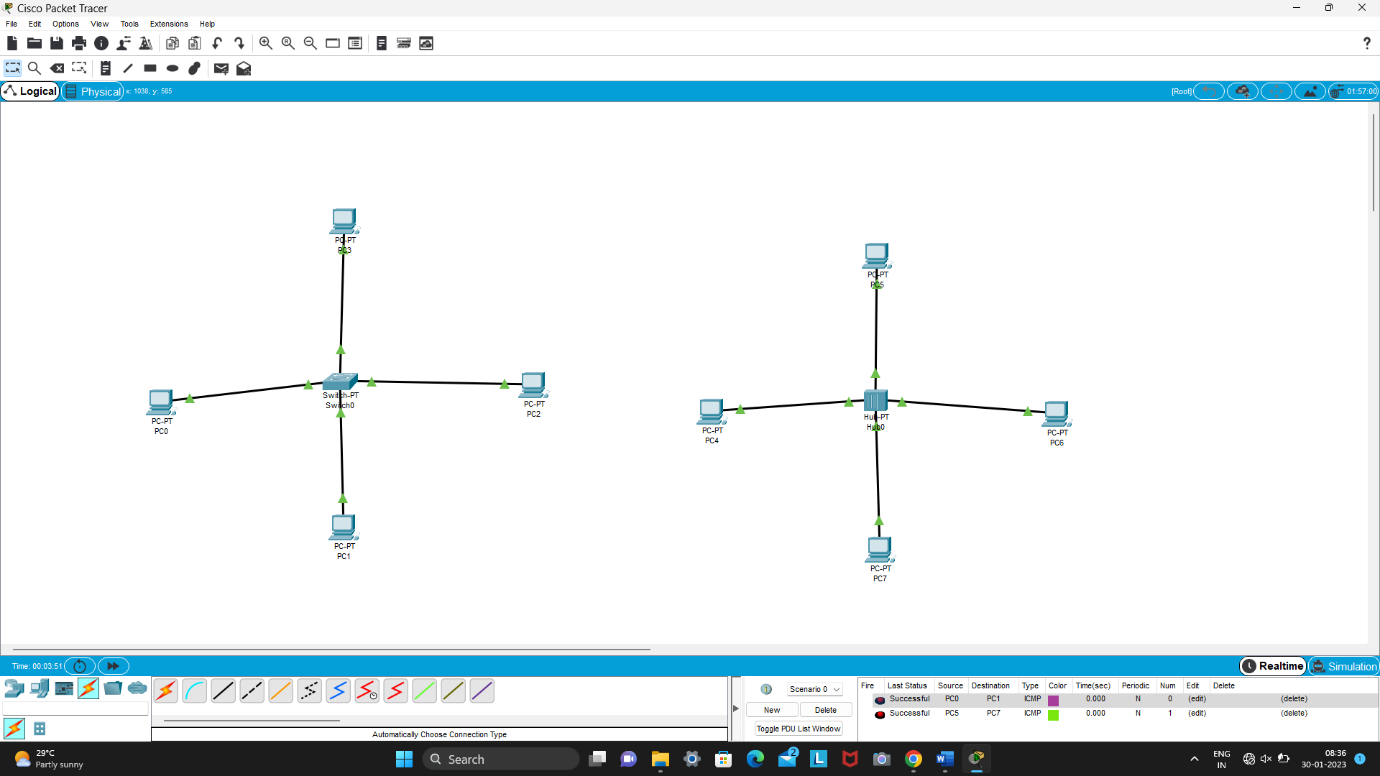 Cisco Packet Tracer
File Edit Options View Tools Extensions Help
?
Logical Physical x: 1038, y: 585 [Root] 01:57:00
PC-PT
PC3
PC-PT
PC5
Switch-PT
Switch0
PC-PT
PC0
PC-PT
PC2
PC-PT
PC4
Hub-PT
Hub0
PC-PT
PC6
PC-PT
PC1
PC-PT
PC7
Time: 00:03:51 Realtime Simulation
Scenario 0
New Delete
Toggle PDU List Window
Fire Last Status Source Destination Type Color Time(sec) Periodic Num Edit Delete
Successful PC0 PC1 ICMP 0.000 N 0 (edit) (delete)
Successful PC5 PC7 ICMP 0.000 N 1 (edit) (delete)
Automatically Choose Connection Type
29°C
Partly sunny
Search
2
L
ENG
IN
08:36
30-01-2023
1